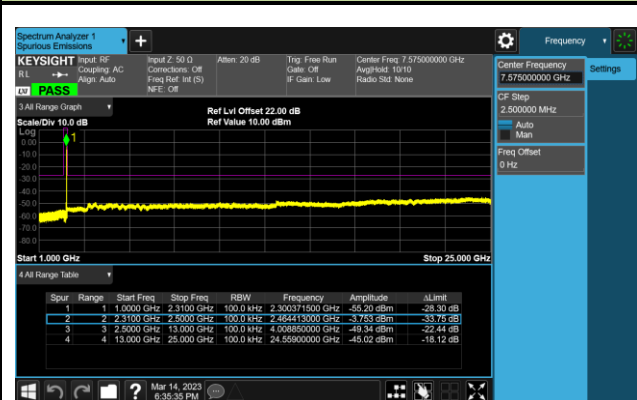 Spectrum Analyzer 1
Spurious Emissions
Frequency
KEYSIGHT
Input: RF
Input Z: 50 Ω
Atten: 20 dB
Trig: Free Run
Center Freq: 7.575000000 GHz
RL
Coupling: AC
Corrections: Off
Gate: Off
Avg|Hold: 10/10
Align: Auto
Freq Ref: Int (S)
IF Gain: Low
Radio Std: None
NFE: Off
LXI PASS
Center Frequency
7.575000000 GHz
Settings
CF Step
2.500000 MHz
Auto
Man
Freq Offset
0 Hz
3 All Range Graph
Ref Lvl Offset 22.00 dB
Scale/Div 10.0 dB
Ref Value 10.00 dBm
Log
1
0.00
-10.0
-20.0
-30.0
-40.0
-50.0
-60.0
-70.0
-80.0
Start 1.000 GHz
Stop 25.000 GHz
4 All Range Table
Spur Range Start Freq Stop Freq RBW Frequency Amplitude ΔLimit
1 1 1.0000 GHz 2.3100 GHz 100.0 kHz 2.300371500 GHz -55.20 dBm -28.30 dB
2 2 2.3100 GHz 2.5000 GHz 100.0 kHz 2.464413000 GHz -3.753 dBm -33.75 dB
3 3 2.5000 GHz 13.000 GHz 100.0 kHz 4.008850000 GHz -49.34 dBm -22.44 dB
4 4 13.000 GHz 25.000 GHz 100.0 kHz 24.55900000 GHz -45.02 dBm -18.12 dB
Mar 14, 2023
6:35:35 PM